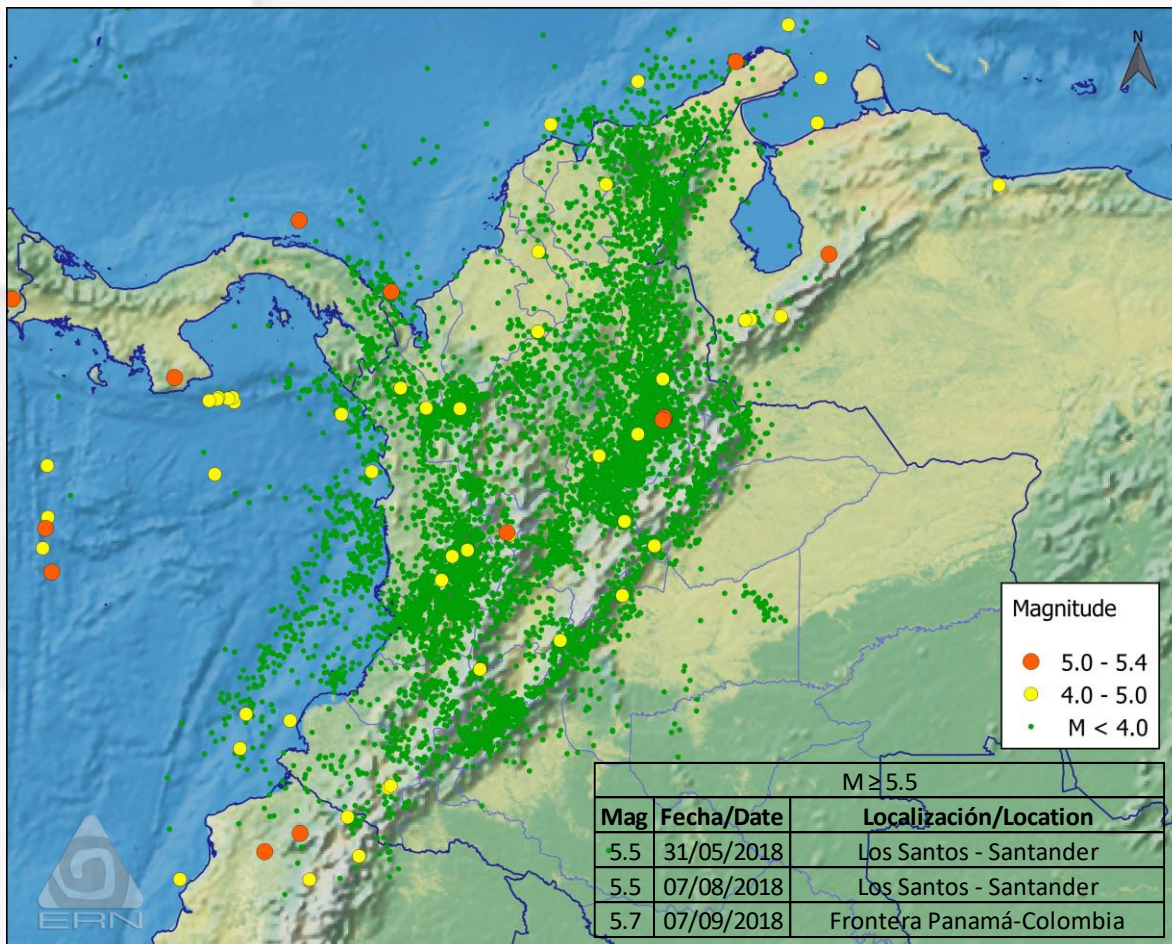 N
Magnitude
5.0 - 5.4
4.0 - 5.0
M < 4.0
M ≥ 5.5
Mag Fecha/Date Localización/Location
5.5 31/05/2018 Los Santos - Santander
5.5 07/08/2018 Los Santos - Santander
5.7 07/09/2018 Frontera Panamá-Colombia
ERN